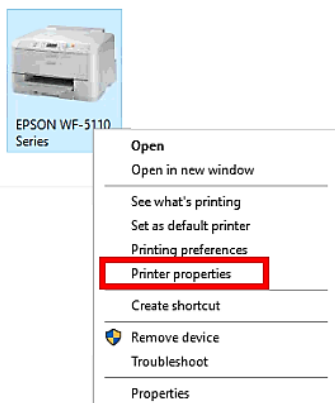 EPSON WF-5110
Series
Open
Open in new window
See what's printing
Set as default printer
Printing preferences
Printer properties
Create shortcut
Remove device
Troubleshoot
Properties